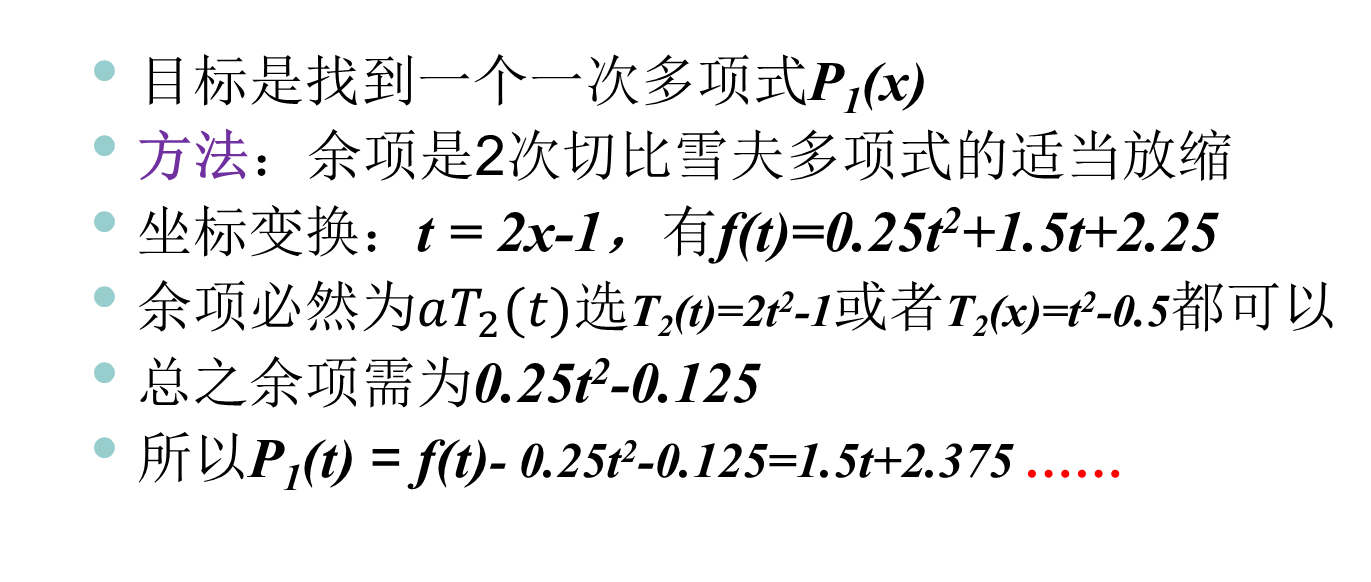 目标是找到一个一次多项式P₁(x)
方法：余项是2次切比雪夫多项式的适当放缩
坐标变换：t = 2x-1，有f(t)=0.25t²+1.5t+2.25
余项必然为aT₂(t)选T₂(t)=2t²-1或者T₂(x)=t²-0.5都可以
总之余项需为0.25t²-0.125
所以P₁(t) = f(t)- 0.25t²-0.125=1.5t+2.375 ……